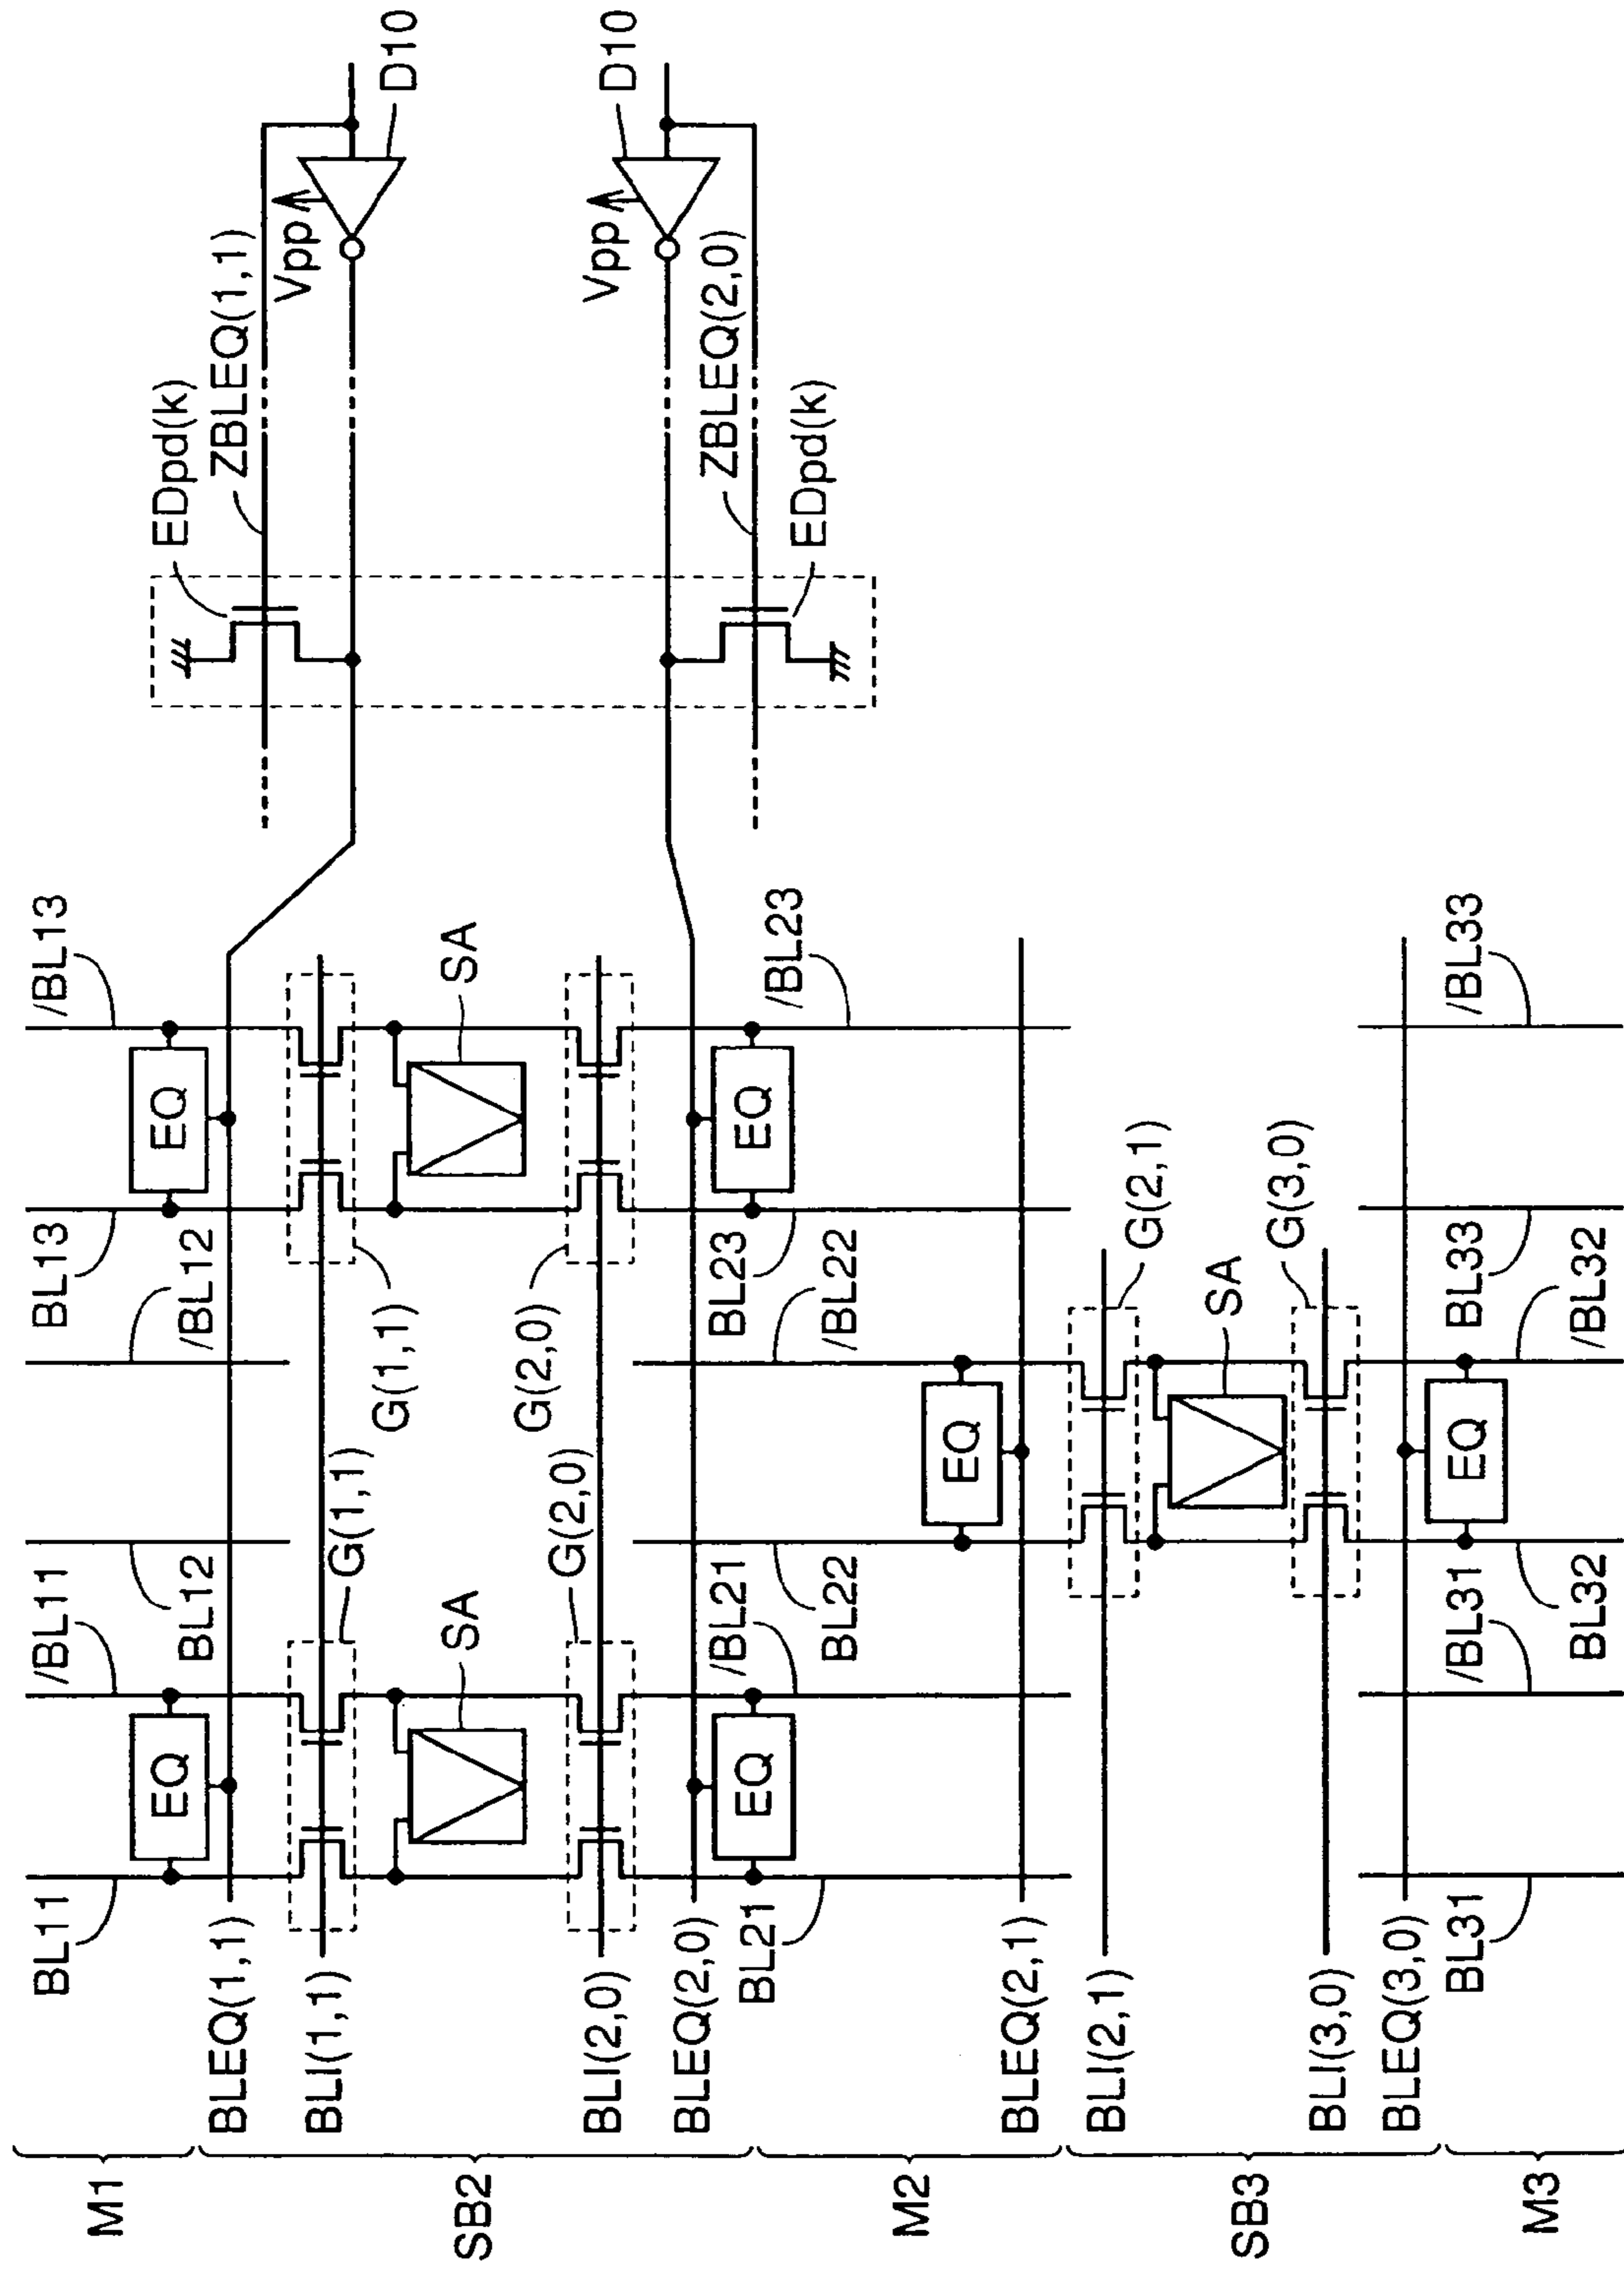 M1
SB2
M2
SB3
M3
BLEQ(1,1)
BLI(1,1)
BLI(2,0)
BLEQ(2,0)
BLEQ(2,1)
BLI(2,1)
BLI(3,0)
BLEQ(3,0)
BL11
/BL11
BL12
/BL12
BL13
/BL13
EQ
EQ
G(1,1)
G(1,1)
SA
SA
G(2,0)
G(2,0)
EQ
EQ
BL21
/BL21
BL22
/BL22
BL23
/BL23
EQ
G(2,1)
SA
G(3,0)
EQ
BL31
/BL31
BL32
/BL32
BL33
/BL33
EDpd(k)
ZBLEQ(1,1)
Vpp
D10
Vpp
D10
ZBLEQ(2,0)
EDpd(k)